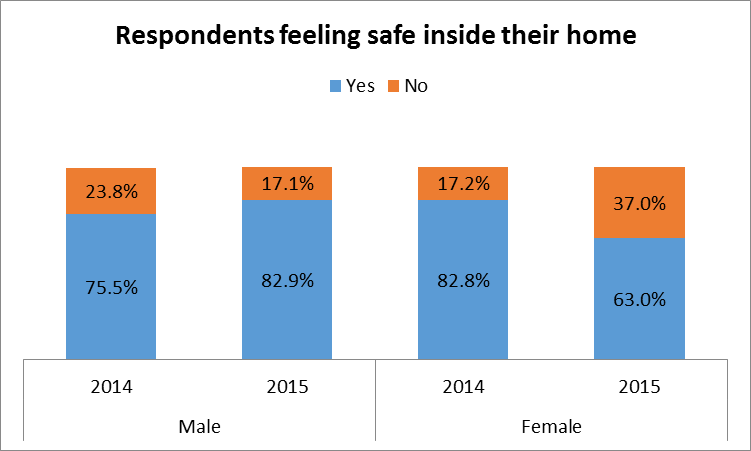 Respondents feeling safe inside their home
Yes No
23.8% 17.1% 17.2% 37.0%
75.5% 82.9% 82.8% 63.0%
2014 2015 2014 2015
Male Female